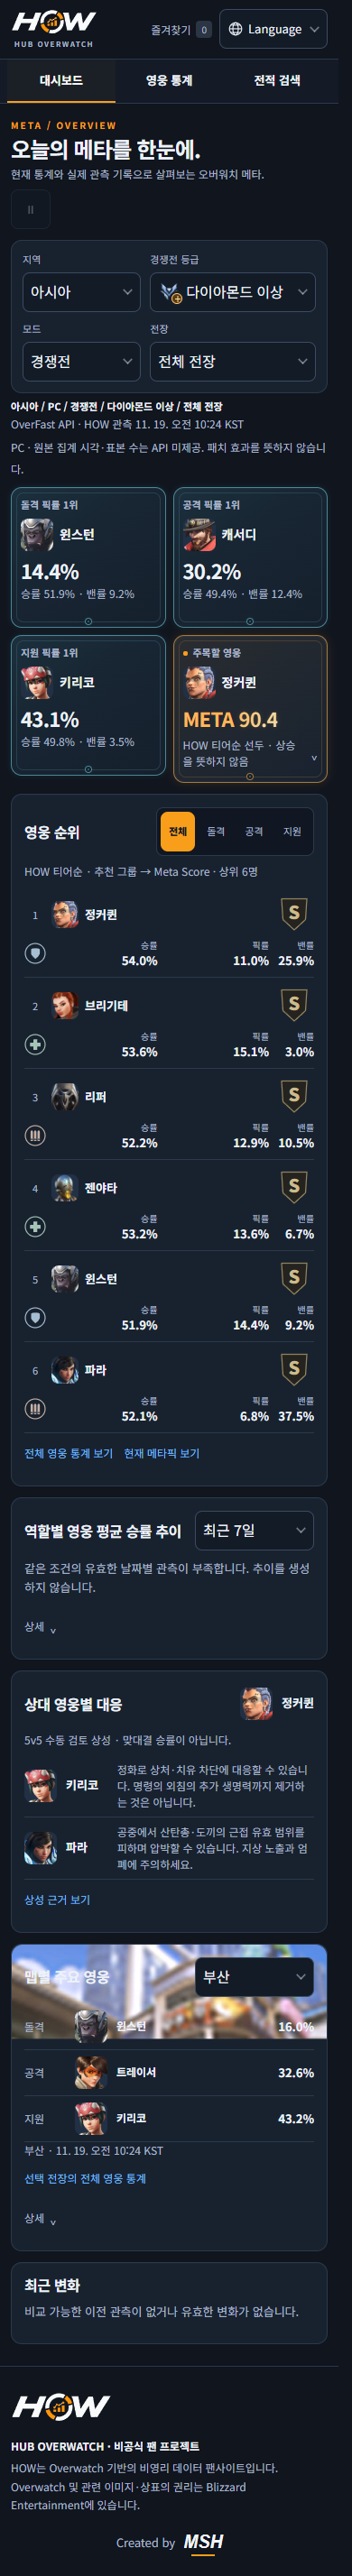 HOW
HUB OVERWATCH
즐겨찾기 0
Language
대시보드 영웅 통계 전적 검색
META / OVERVIEW
오늘의 메타를 한눈에.
현재 통계와 실제 관측 기록으로 살펴보는 오버워치 메타.
지역 경쟁전 등급
아시아 다이아몬드 이상
모드 전장
경쟁전 전체 전장
아시아 / PC / 경쟁전 / 다이아몬드 이상 / 전체 전장
OverFast API · HOW 관측 11. 19. 오전 10:24 KST
PC · 원본 집계 시각·표본 수는 API 미제공. 패치 효과를 뜻하지 않습니
다.
돌격 픽률 1위
윈스턴
14.4%
승률 51.9% · 밴률 9.2%
공격 픽률 1위
캐서디
30.2%
승률 49.4% · 밴률 12.4%
지원 픽률 1위
키리코
43.1%
승률 49.8% · 밴률 3.5%
주목할 영웅
정커퀸
META 90.4
HOW 티어순 선두 · 상승
을 뜻하지 않음
영웅 순위
전체 돌격 공격 지원
HOW 티어순 · 추천 그룹 → Meta Score · 상위 6명
1 정커퀸 S
승률 픽률 밴률
54.0% 11.0% 25.9%
2 브리기테 S
승률 픽률 밴률
53.6% 15.1% 3.0%
3 리퍼 S
승률 픽률 밴률
52.2% 12.9% 10.5%
4 젠야타 S
승률 픽률 밴률
53.2% 13.6% 6.7%
5 윈스턴 S
승률 픽률 밴률
51.9% 14.4% 9.2%
6 파라 S
승률 픽률 밴률
52.1% 6.8% 37.5%
전체 영웅 통계 보기 현재 메타픽 보기
역할별 영웅 평균 승률 추이 최근 7일
같은 조건의 유효한 날짜별 관측이 부족합니다. 추이를 생성
하지 않습니다.
상세
상대 영웅별 대응 정커퀸
5v5 수동 검토 상성 · 맞대결 승률이 아닙니다.
키리코
정화로 상처·치유 차단에 대응할 수 있습니
다. 명령의 외침의 추가 생명력까지 제거하
는 것은 아닙니다.
파라
공중에서 산탄총·도끼의 근접 유효 범위를
피하며 압박할 수 있습니다. 지상 노출과 엄
폐에 주의하세요.
상성 근거 보기
맵별 주요 영웅 부산
돌격 윈스턴 16.0%
공격 트레이서 32.6%
지원 키리코 43.2%
부산 · 11. 19. 오전 10:24 KST
선택 전장의 전체 영웅 통계
상세
최근 변화
비교 가능한 이전 관측이 없거나 유효한 변화가 없습니다.
HOW
HUB OVERWATCH · 비공식 팬 프로젝트
HOW는 Overwatch 기반의 비영리 데이터 팬사이트입니다.
Overwatch 및 관련 이미지·상표의 권리는 Blizzard
Entertainment에 있습니다.
Created by MSH